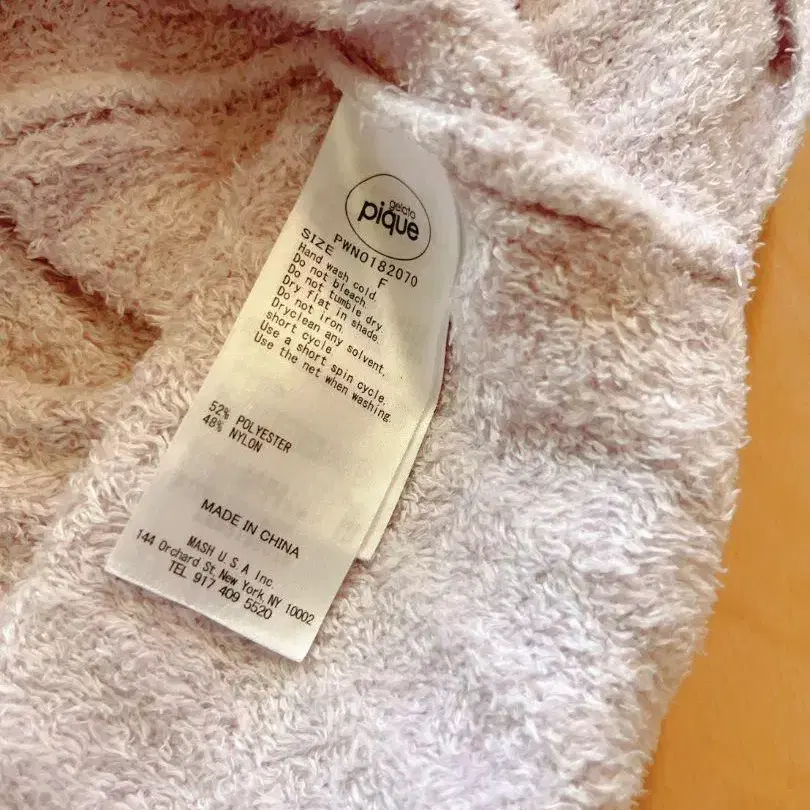 gelato
pique
PWNO182070
SIZE F
Hand wash cold.
Do not bleach.
Do not tumble dry.
Dry flat in shade.
Do not iron.
Dryclean any solvent,
short cycle.
Use a short spin cycle.
Use the net when washing.
52% POLYESTER
48% NYLON
MADE IN CHINA
MASH U S A Inc.
144 Orchard St, New York, NY 10002
TEL 917 409 5520